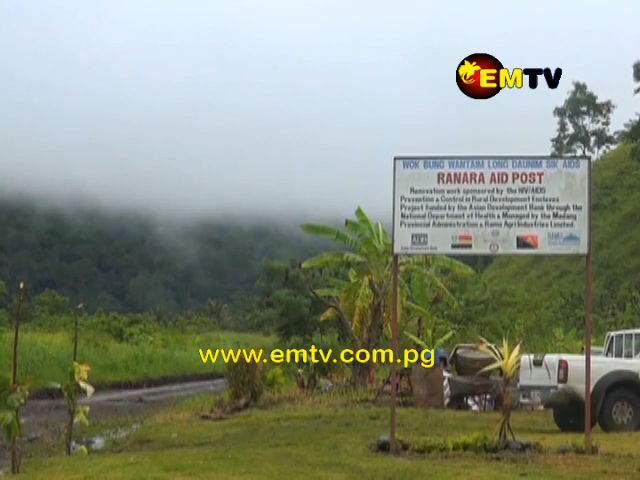 EMTV
WOK BUNG WANTAIM LONG DAUNIM SIK AIDS
RANARA AID POST
Renovation work sponsored by the HIV/AIDS
Prevention & Control in Rural Development Enclaves
Project funded by the Asian Development Bank through the
National Department of Health & Managed by the Madang
Provincial Administration & Ramu Agri Industries Limited.
ADB
www.emtv.com.pg